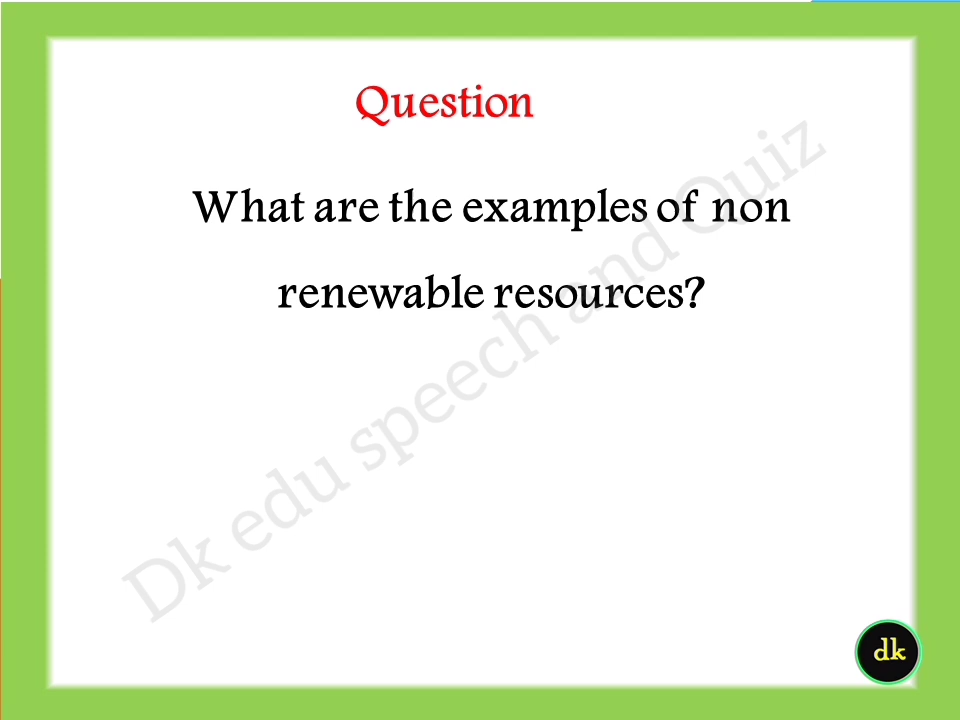 Question
What are the examples of non
renewable resources?
Dk edu speech and Quiz
dk